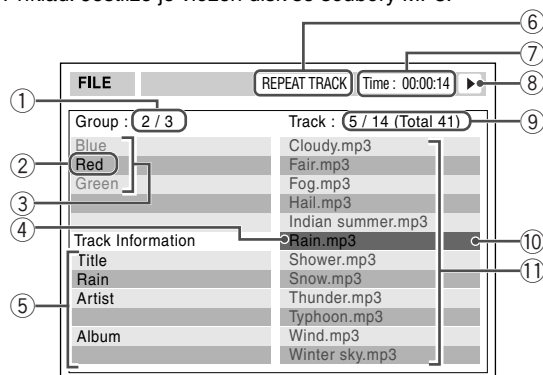 Příklad: Jestliže je vložen disk se soubory MP3.
⑥
⑦
FILE REPEAT TRACK Time : 00:00:14 ⑧
①
Group : 2 / 3 Track : 5 / 14 (Total 41) ⑨
Blue Cloudy.mp3
② Red Fair.mp3
Green Fog.mp3
③ Hail.mp3
Indian summer.mp3
④ Track Information Rain.mp3 ⑩
Title Shower.mp3 ⑪
Rain Snow.mp3
⑤ Artist Thunder.mp3
Typhoon.mp3
Album Wind.mp3
Winter sky.mp3